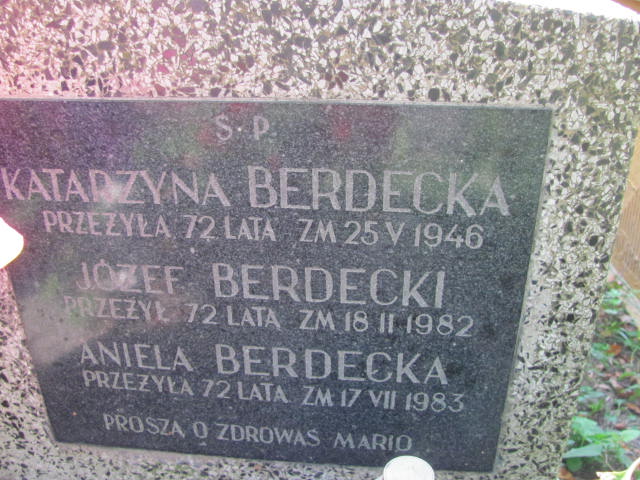 Ś.P.
KATARZYNA BERDECKA
PRZEŻYŁA 72 LATA ZM 25 V 1946
JÓZEF BERDECKI
PRZEŻYŁ 72 LATA ZM 18 II 1982
ANIELA BERDECKA
PRZEŻYŁA 72 LATA ZM 17 VII 1983
PROSZĄ O ZDROWAŚ MARIO